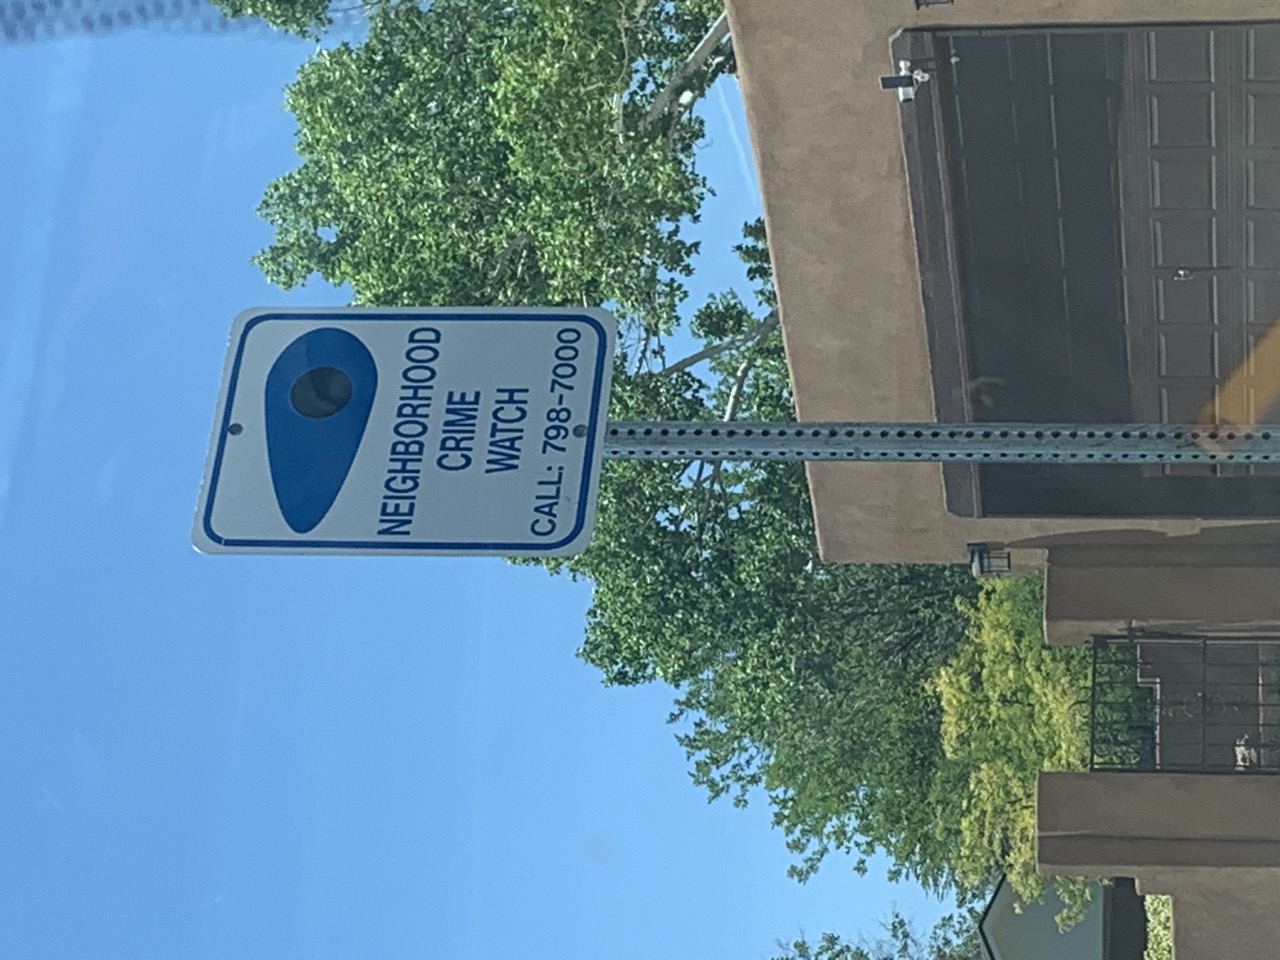 NEIGHBORHOOD
CRIME
WATCH
CALL: 798-7000